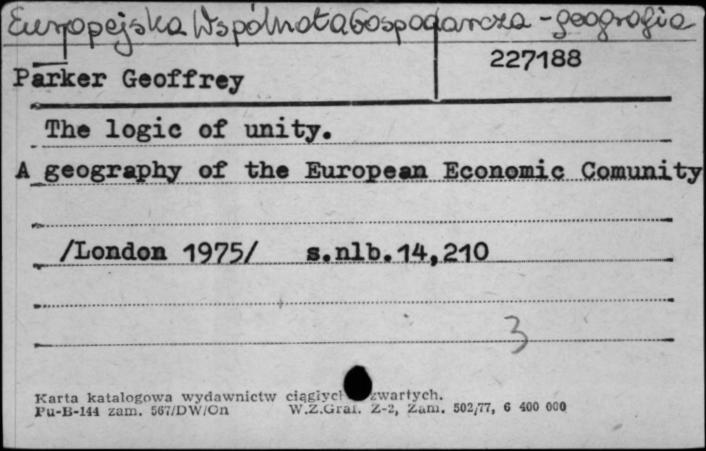 Europejska Wspólnota Gospodarcza - geografia
227188
Parker Geoffrey
The logic of unity.
A geography of the European Economic Comunity
/London 1975/ s.nlb.14,210
3
Karta katalogowa wydawnictw ciągłych zwartych.
Pu-B-144 zam. 567/DW/On W.Z.Graf. Z-2, Zam. 502/77, 6 400 000